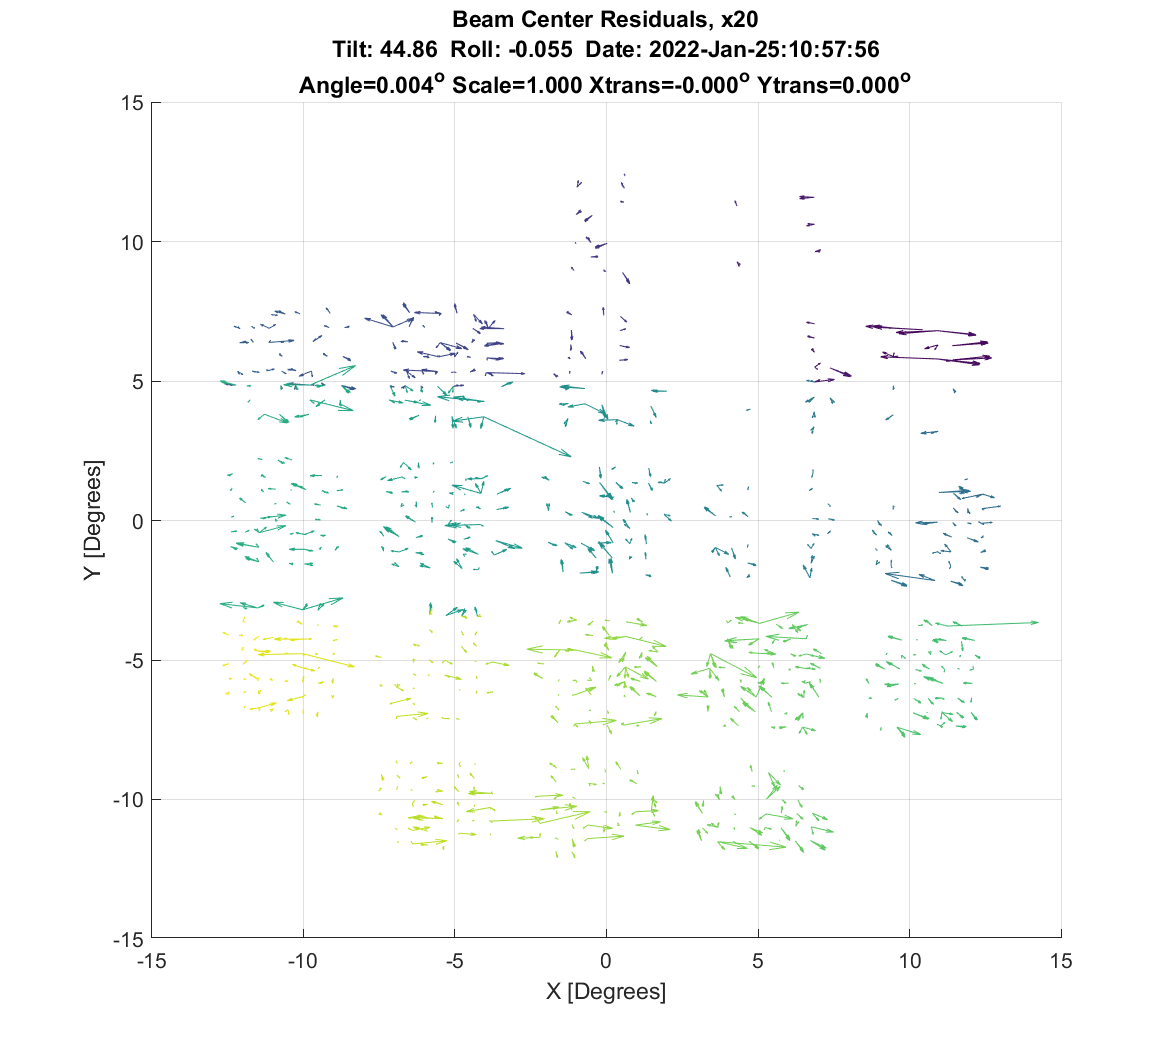 Beam Center Residuals, x20
Tilt: 44.86 Roll: -0.055 Date: 2022-Jan-25:10:57:56
Angle=0.004° Scale=1.000 Xtrans=-0.000° Ytrans=0.000°
15
10
5
0
-5
-10
-15
Y [Degrees]
-15 -10 -5 0 5 10 15
X [Degrees]